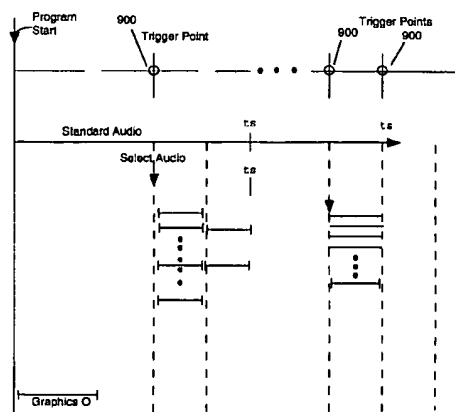 Program
Start
900
Trigger Point
Trigger Points
900
900
ts
ts
Standard Audio
Select Audio
ts
Graphics O